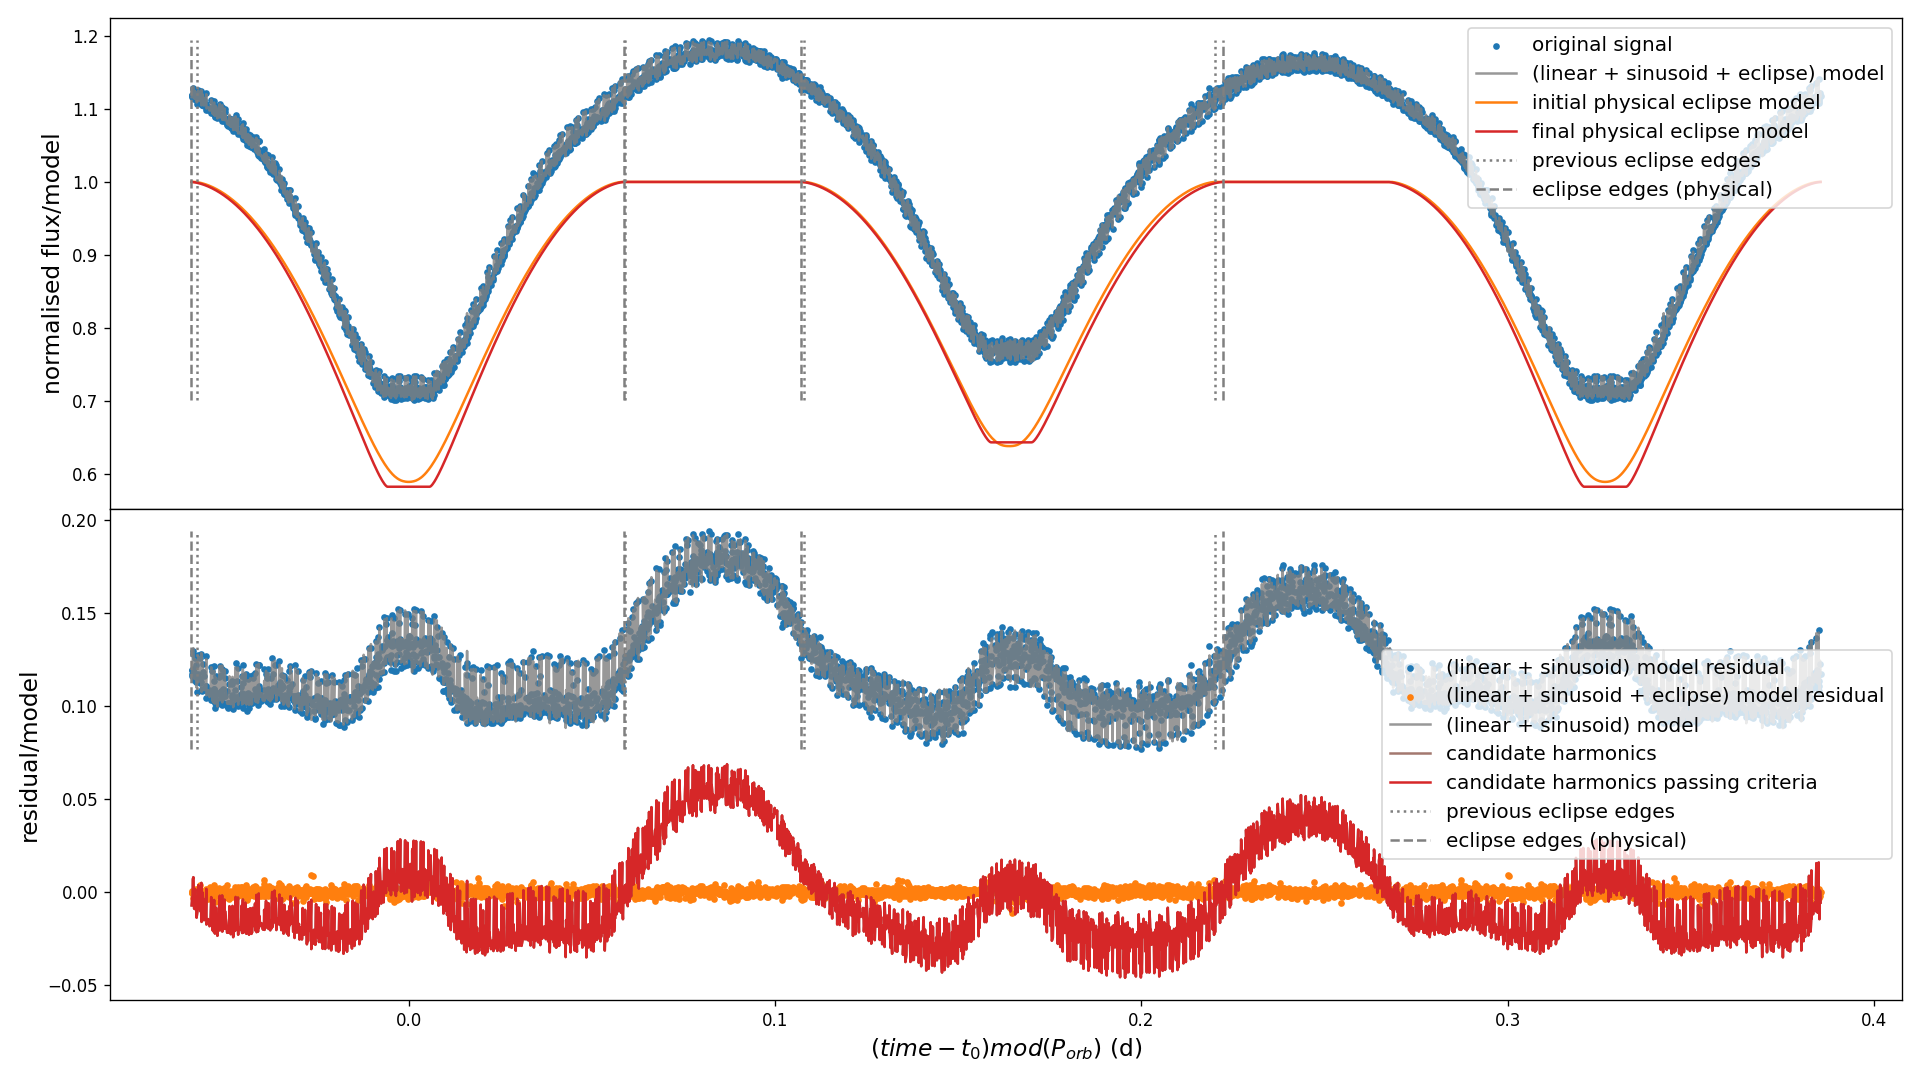 normalised flux/model
1.2
1.1
1.0
0.9
0.8
0.7
0.6
original signal
(linear + sinusoid + eclipse) model
initial physical eclipse model
final physical eclipse model
previous eclipse edges
eclipse edges (physical)
residual/model
0.20
0.15
0.10
0.05
0.00
−0.05
(linear + sinusoid) model residual
(linear + sinusoid + eclipse) model residual
(linear + sinusoid) model
candidate harmonics
candidate harmonics passing criteria
previous eclipse edges
eclipse edges (physical)
0.0 0.1 0.2 0.3 0.4
(time − t₀)mod(Pₒᵣb) (d)